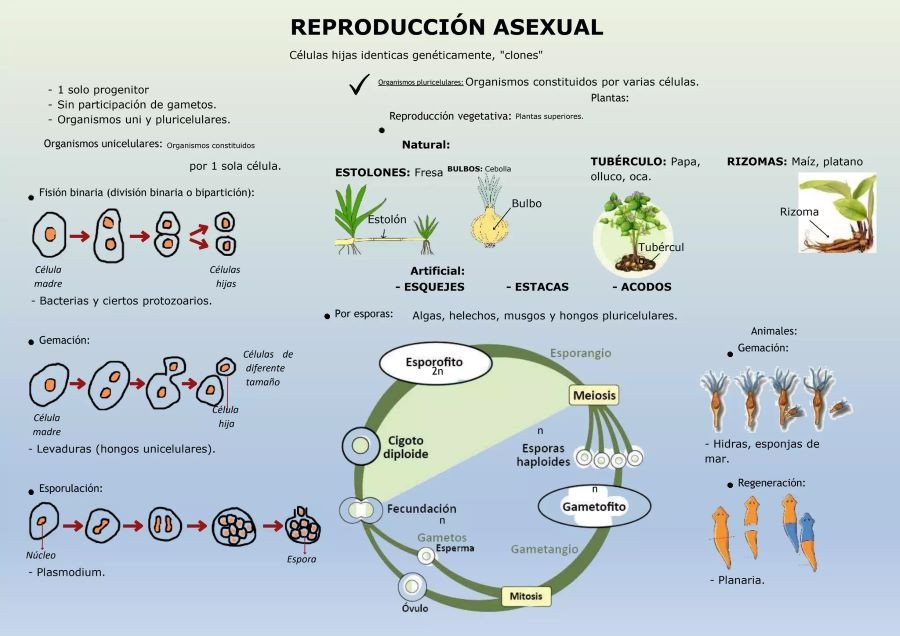 REPRODUCCIÓN ASEXUAL
Células hijas identicas genéticamente, "clones"
- 1 solo progenitor
- Sin participación de gametos.
- Organismos uni y pluricelulares.
Organismos unicelulares: Organismos constituidos
por 1 sola célula.
Fisión binaria (división binaria o bipartición):
Célula
madre
Células
hijas
- Bacterias y ciertos protozoarios.
Gemación:
Células de
diferente
tamaño
Célula
madre
Célula
hija
- Levaduras (hongos unicelulares).
Esporulación:
Núcleo
Espora
- Plasmodium.
Organismos pluricelulares: Organismos constituidos por varias células.
Plantas:
Reproducción vegetativa: Plantas superiores.
Natural:
ESTOLONES: Fresa
Estolón
BULBOS: Cebolla
Bulbo
TUBÉRCULO: Papa,
olluco, oca.
Tubércul
RIZOMAS: Maíz, platano
Rizoma
Artificial:
- ESQUEJES - ESTACAS - ACODOS
Por esporas: Algas, helechos, musgos y hongos pluricelulares.
Esporofito
2n
Esporangio
Meiosis
n
Esporas
haploides
n
Gametofito
Gametangio
Mitosis
Cigoto
diploide
Fecundación
n
Gametos
Esperma
Óvulo
Animales:
Gemación:
- Hidras, esponjas de
mar.
Regeneración:
- Planaria.